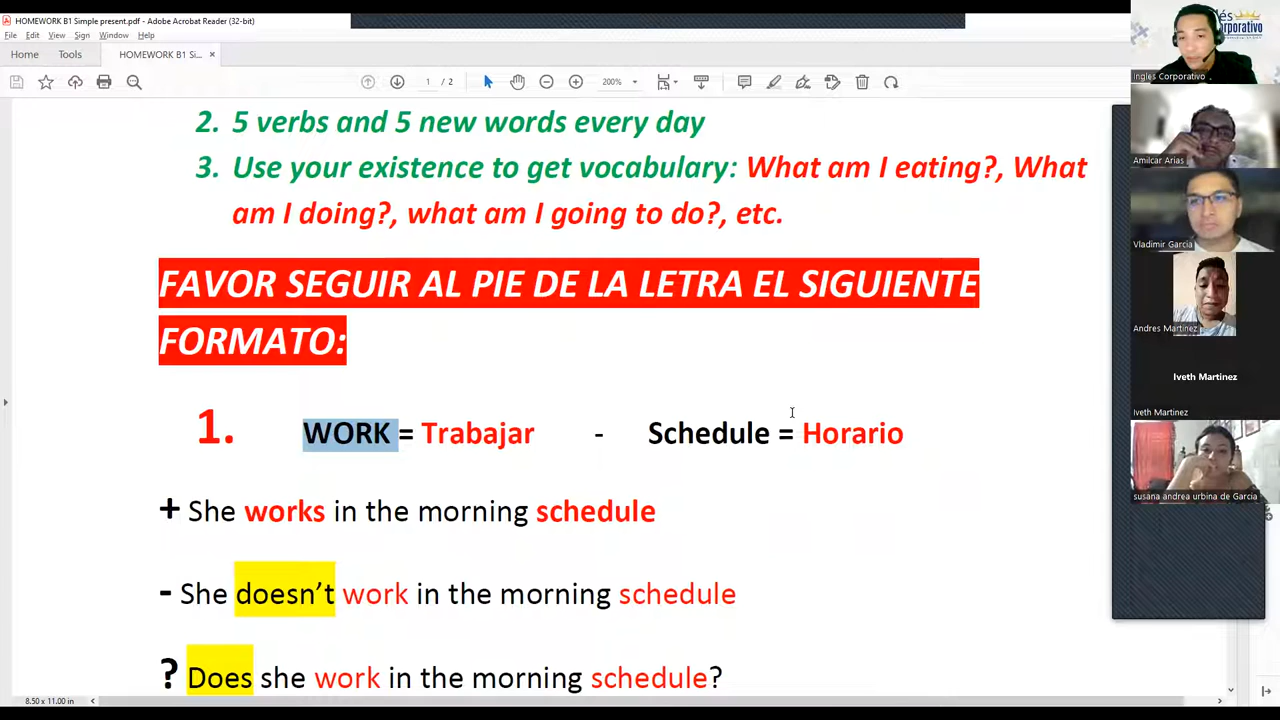 HOMEWORK B1 Simple present.pdf - Adobe Acrobat Reader (32-bit)
File Edit View Sign Window Help
Home Tools HOMEWORK B1 Si... ×
1 / 2 200%
2. 5 verbs and 5 new words every day
3. Use your existence to get vocabulary: What am I eating?, What
am I doing?, what am I going to do?, etc.
FAVOR SEGUIR AL PIE DE LA LETRA EL SIGUIENTE
FORMATO:
1. WORK = Trabajar - Schedule = Horario
+ She works in the morning schedule
- She doesn't work in the morning schedule
? Does she work in the morning schedule?
8.50 x 11.00 in
Ingles Corporativo
Amilcar Arias
Vladimir Garcia
Andres Martinez
Iveth Martinez
Iveth Martinez
susana andrea urbina de Garcia